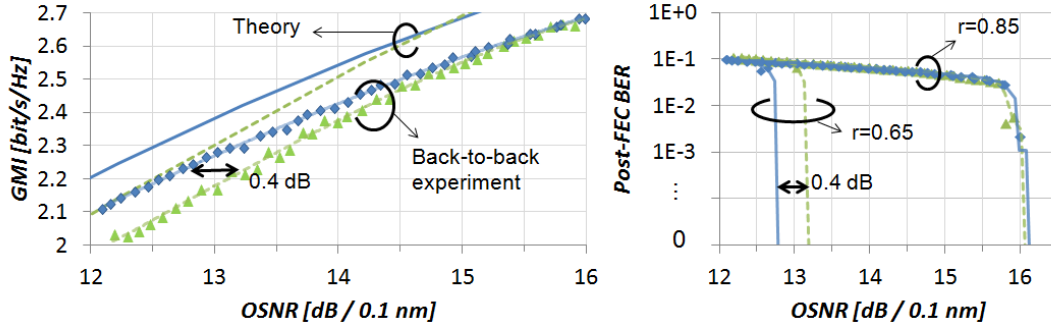 2.7
2.6
2.5
2.4
2.3
2.2
2.1
2
GMI [bit/s/Hz]
Theory
0.4 dB
Back-to-back
experiment
12
13
14
15
16
OSNR [dB / 0.1 nm]
1E+0
1E-1
1E-2
1E-3
⋮
0
Post-FEC BER
r=0.85
r=0.65
0.4 dB
12
13
14
15
16
OSNR [dB / 0.1 nm]